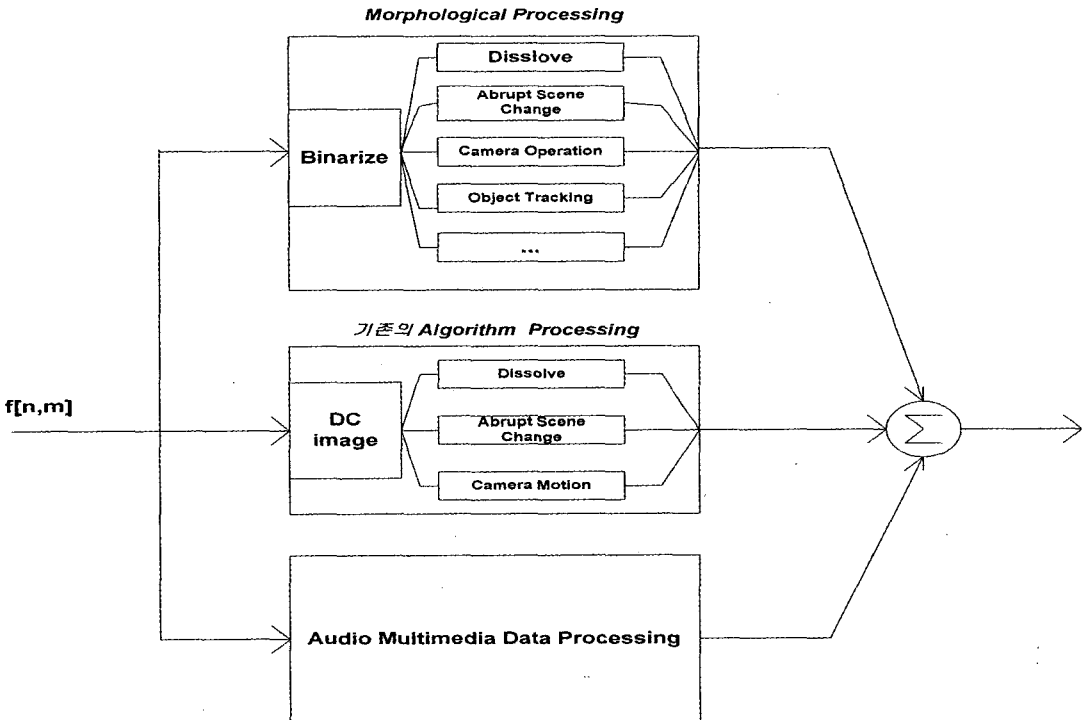 Morphological Processing
Disslove
Abrupt Scene
Change
Binarize
Camera Operation
Object Tracking
...
기존의 Algorithm Processing
Dissolve
f[n,m]
DC
image
Abrupt Scene
Change
Σ
Camera Motion
Audio Multimedia Data Processing